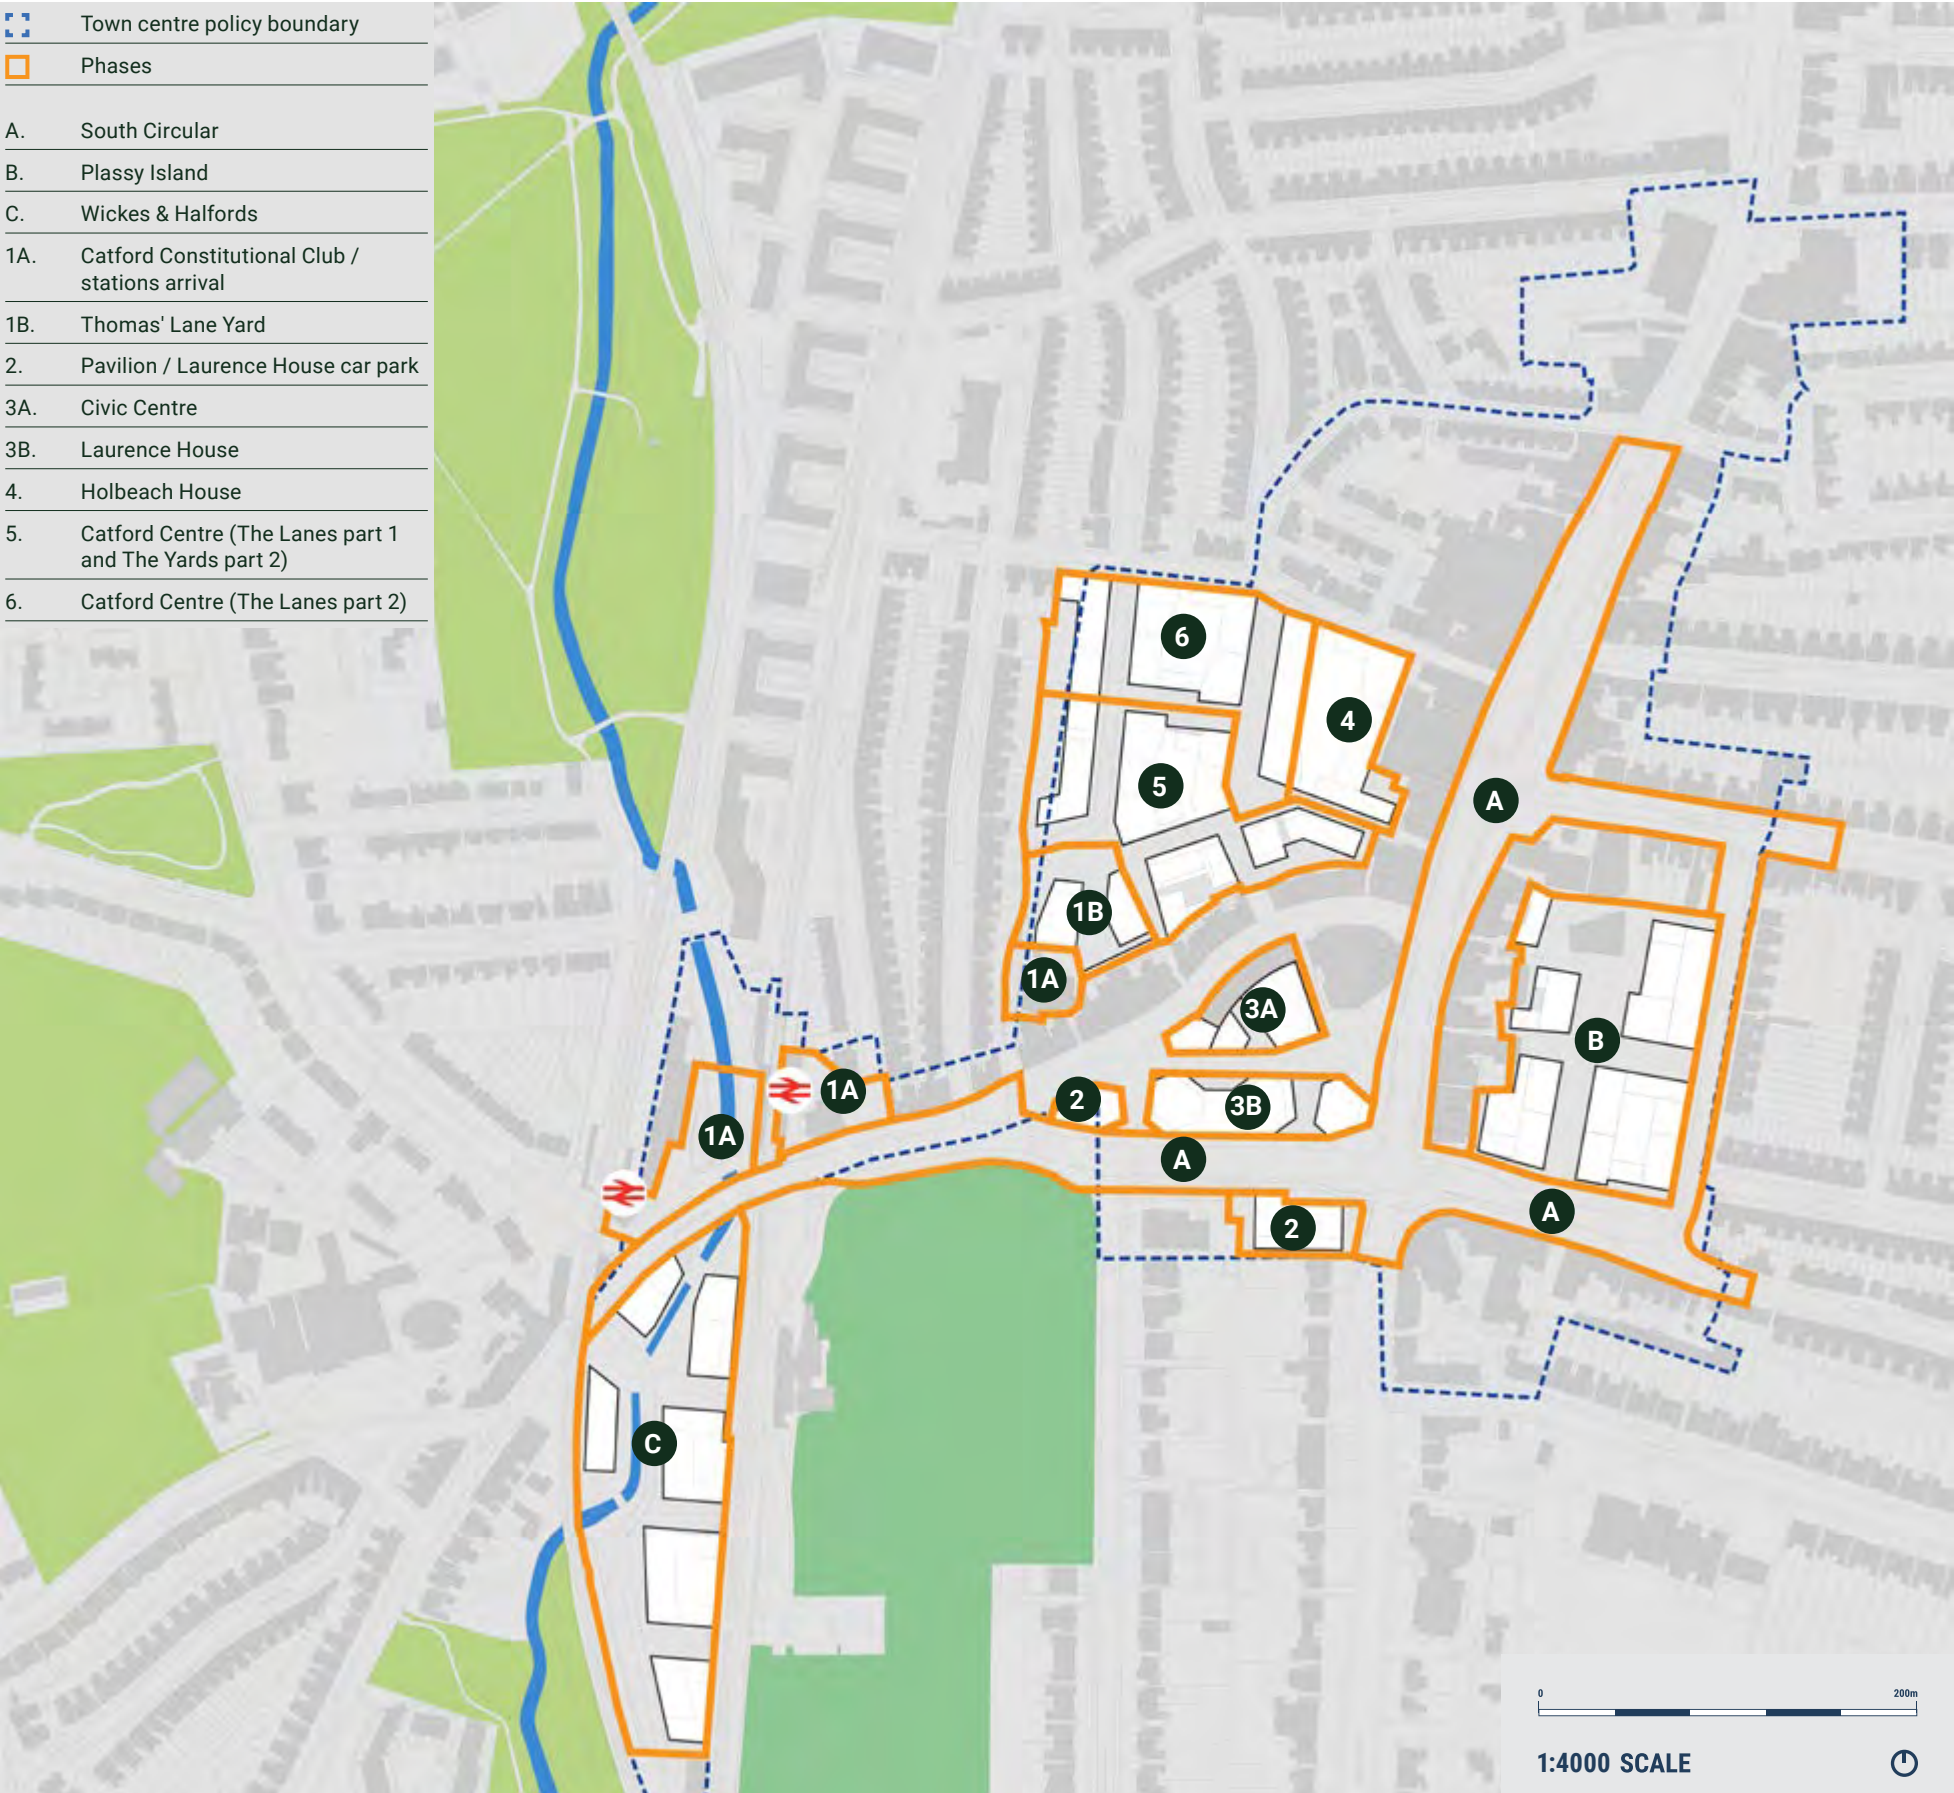 Town centre policy boundary
Phases
A. South Circular
B. Plassy Island
C. Wickes & Halfords
1A. Catford Constitutional Club /
stations arrival
1B. Thomas' Lane Yard
2. Pavilion / Laurence House car park
3A. Civic Centre
3B. Laurence House
4. Holbeach House
5. Catford Centre (The Lanes part 1
and The Yards part 2)
6. Catford Centre (The Lanes part 2)
6
4
5
A
1B
1A
3A
B
1A
2
3B
1A
A
A
2
C
0 200m
1:4000 SCALE